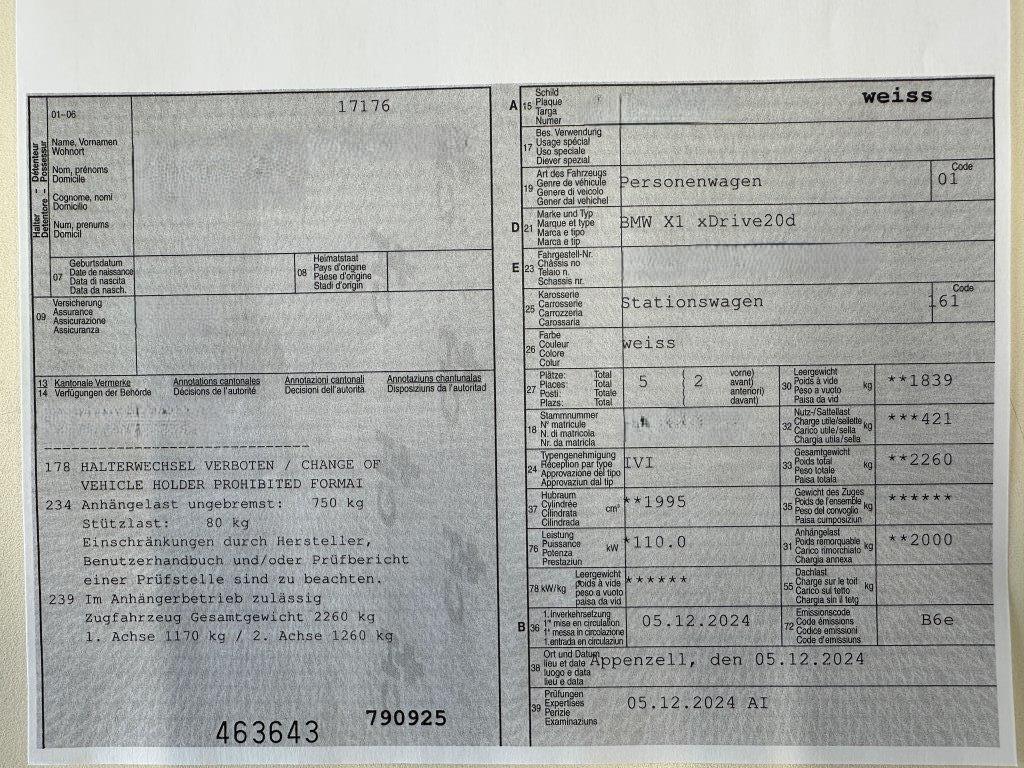 01-06
17176
Halter - Détenteur
Detentore - Possessur
Name, Vornamen
Wohnort
Nom, prénoms
Domicile
Cognome, nomi
Domicilio
Num, prenums
Domicil
07
Geburtsdatum
Date de naissance
Data di nascita
Data da nasch.
08
Heimatstaat
Pays d'origine
Paese d'origine
Stadi d'origin
09
Versicherung
Assurance
Assicurazione
Assicuranza
13
14
Kantonale Vermerke
Verfügungen der Behörde
Annotations cantonales
Décisions de l'autorité
Annotazioni cantonali
Decisioni dell'autorità
Annotaziuns chantunalas
Disposiziuns da l'autoritad
178 HALTERWECHSEL VERBOTEN / CHANGE OF
VEHICLE HOLDER PROHIBITED FORMAI
234 Anhängelast ungebremst: 750 kg
Stützlast: 80 kg
Einschränkungen durch Hersteller,
Benutzerhandbuch und/oder Prüfbericht
einer Prüfstelle sind zu beachten.
239 Im Anhängerbetrieb zulässig
Zugfahrzeug Gesamtgewicht 2260 kg
1. Achse 1170 kg / 2. Achse 1260 kg
463643
790925
A 15
Schild
Plaque
Targa
Numer
weiss
17
Bes. Verwendung
Usage spécial
Uso speciale
Diever spezial
19
Art des Fahrzeugs
Genre de véhicule
Genere di veicolo
Gener dal vehichel
Personenwagen
Code
01
D 21
Marke und Typ
Marque et type
Marca e tipo
Marca e tip
BMW X1 xDrive20d
E 23
Fahrgestell-Nr.
Châssis no
Telaio n.
Schassis nr.
25
Karosserie
Carrosserie
Carrozzeria
Carossaria
Stationswagen
Code
161
26
Farbe
Couleur
Colore
Colur
weiss
27
Plätze: Total
Places: Total
Posti: Totale
Plazs: Total
5
2
vorne)
avant)
anteriori)
davant)
30
Leergewicht
Poids à vide
Peso a vuoto
Paisa da vid
kg
**1839
18
Stammnummer
N° matricule
N. di matricola
Nr. da matricla
32
Nutz-/Sattellast
Charge utile/sellette
Carico utile/sella
Chargia utila/sella
kg
***421
24
Typengenehmigung
Réception par type
Approvazione del tipo
Approvaziun dal tip
IVI
33
Gesamtgewicht
Poids total
Peso totale
Paisa totala
kg
**2260
37
Hubraum
Cylindrée
Cilindrata
Cilindrada
cm³
**1995
35
Gewicht des Zuges
Poids de l'ensemble
Peso del convoglio
Paisa cumposiziun
kg
******
76
Leistung
Puissance
Potenza
Prestaziun
kW
*110.0
31
Anhängelast
Poids remorquable
Carico rimorchiato
Chargia annexa
kg
**2000
78 kW/kg
Leergewicht
poids à vide
peso a vuoto
paisa da vid
******
55
Dachlast
Charge sur le toit
Carico sul tetto
Chargia sin il tetg
kg
B 36
1.Inverkehrsetzung
1re mise en circulation
1a messa in circolazione
1.entrada en circulaziun
05.12.2024
72
Emissionscode
Code émissions
Codice emissioni
Code d'emissiuns
B6e
38
Ort und Datum
lieu et date
luogo e data
lieu e data
Appenzell, den 05.12.2024
39
Prüfungen
Expertises
Perizie
Examinaziuns
05.12.2024 AI